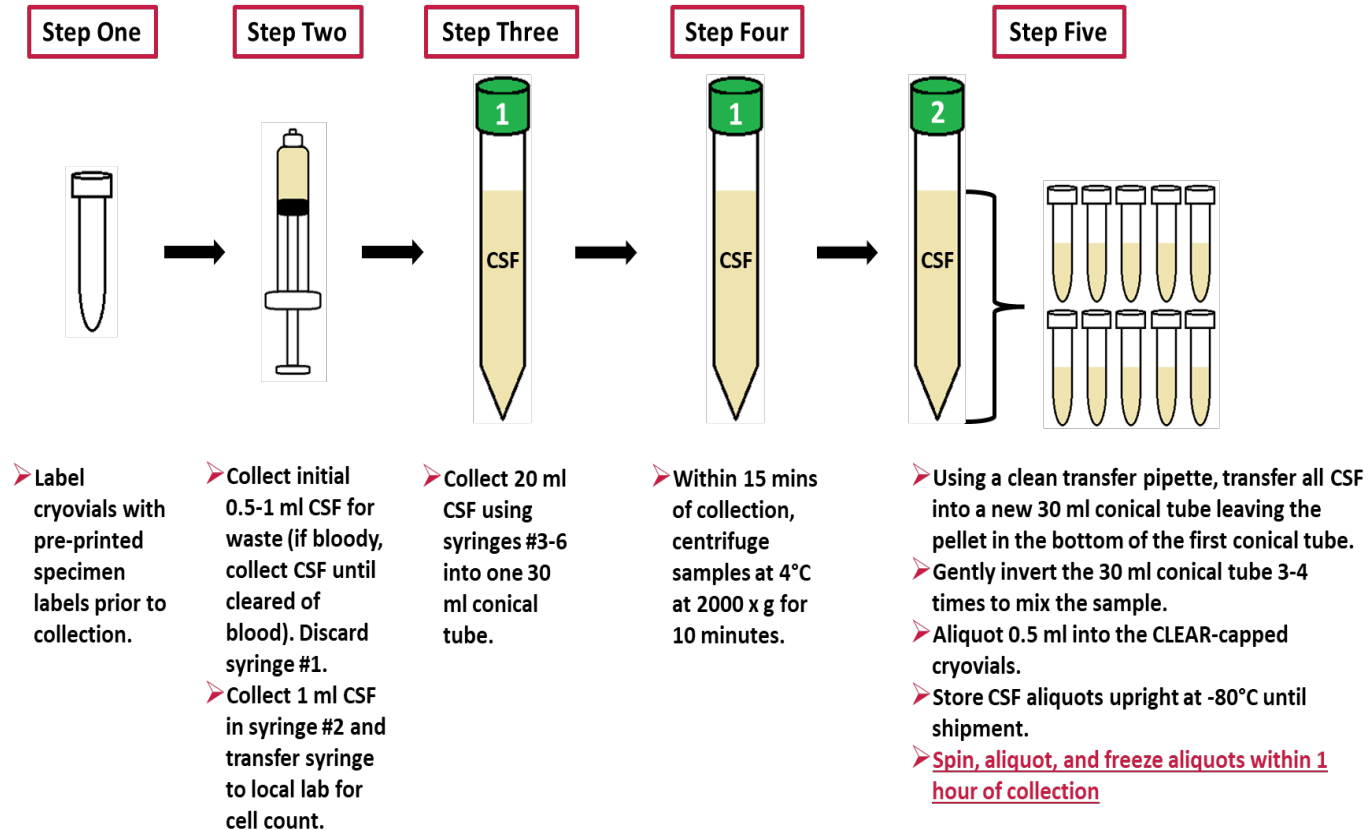 Step One
Step Two
Step Three
Step Four
Step Five
1
1
2
CSF
CSF
CSF
Label
cryovials with
pre-printed
specimen
labels prior to
collection.
Collect initial
0.5-1 ml CSF for
waste (if bloody,
collect CSF until
cleared of
blood). Discard
syringe #1.
Collect 1 ml CSF
in syringe #2 and
transfer syringe
to local lab for
cell count.
Collect 20 ml
CSF using
syringes #3-6
into one 30
ml conical
tube.
Within 15 mins
of collection,
centrifuge
samples at 4°C
at 2000 x g for
10 minutes.
Using a clean transfer pipette, transfer all CSF
into a new 30 ml conical tube leaving the
pellet in the bottom of the first conical tube.
Gently invert the 30 ml conical tube 3-4
times to mix the sample.
Aliquot 0.5 ml into the CLEAR-capped
cryovials.
Store CSF aliquots upright at -80°C until
shipment.
Spin, aliquot, and freeze aliquots within 1
hour of collection